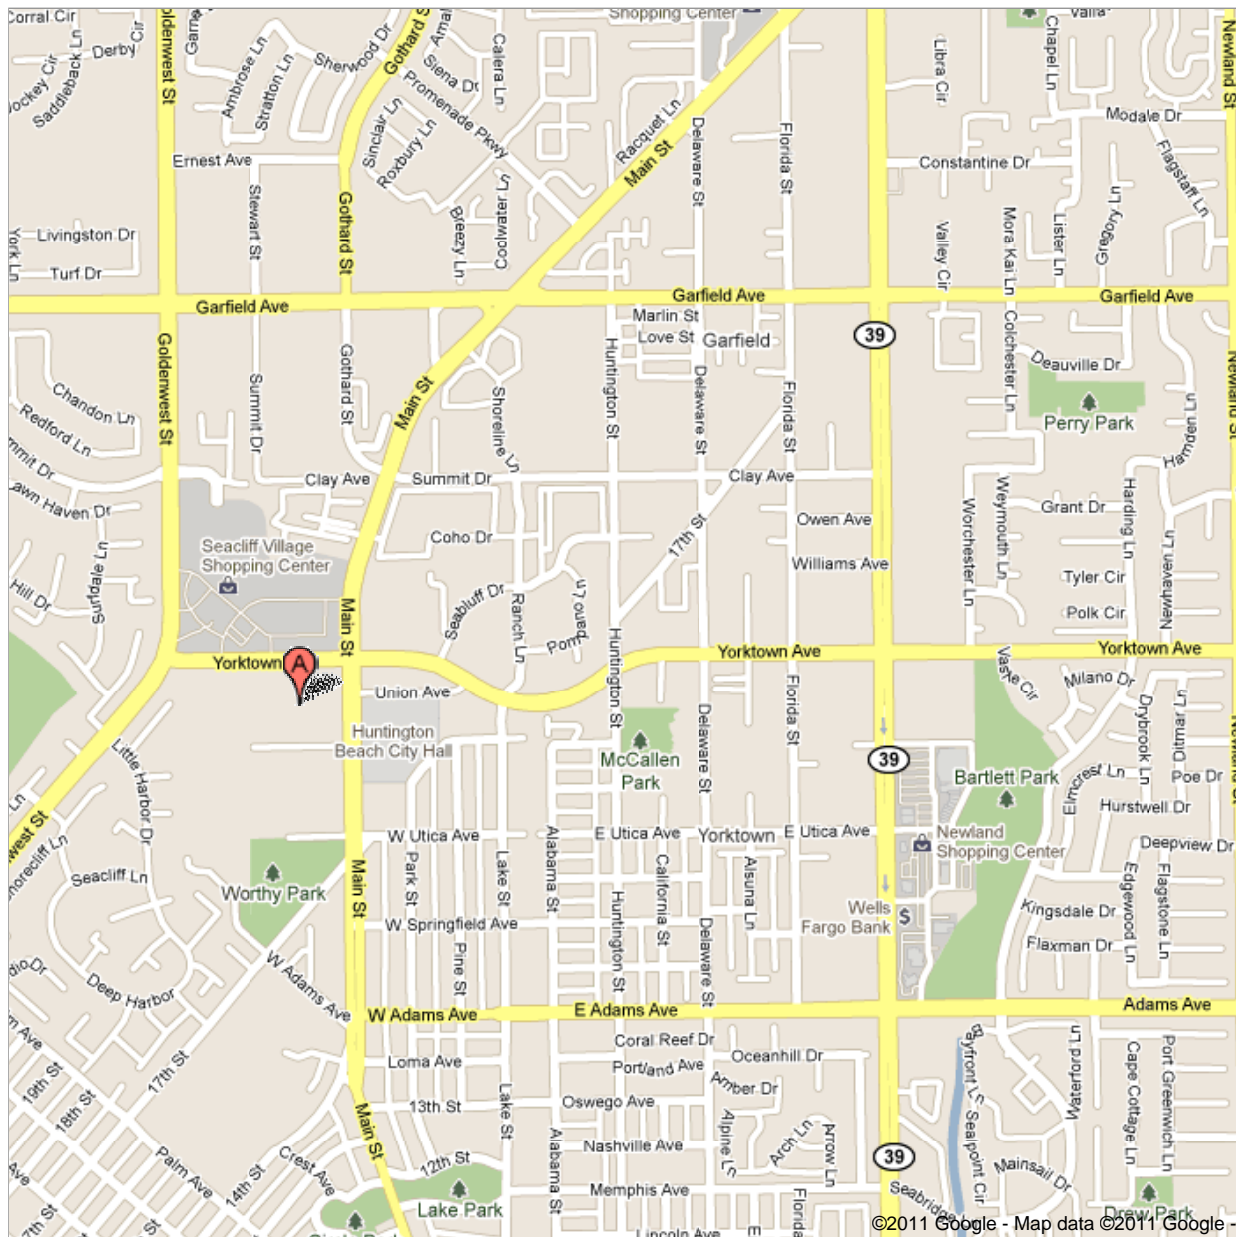 Corral Cir
Derby Cir
Jockey Cir
Saddleback Ln
Goldenwest St
Ambrose Ln
Stratton Ln
Sherwood Dr
Gothard St
Siena Dr
Calera Ln
Promenade Pkwy
Sinclair Ln
Roxbury Ln
Shopping Center
Racquet Ln
Main St
Delaware St
Florida St
Libra Cir
Chapel Ln
Modale Dr
Newland St
Ernest Ave
Constantine Dr
Flagstaff Ln
Stewart St
Gothard St
Breezy Ln
Coolwater Ln
Valley Cir
Mora Kai Ln
Lister Ln
Gregory Ln
York Ln
Livingston Dr
Turf Dr
Garfield Ave
Garfield Ave
Garfield Ave
Marlin St
Love St
Garfield
39
Goldenwest St
Gothard St
Huntington St
Delaware St
Florida St
Colchester Ln
Deauville Dr
Newland St
Chandon Ln
Redford Ln
Summit Dr
Main St
Shoreline Ln
Perry Park
Hamden Ln
Clay Ave
Summit Dr
Clay Ave
Lawn Haven Dr
Surfdale Ln
Hill Dr
Seacliff Village
Shopping Center
Coho Dr
17th St
Owen Ave
Williams Ave
Worchester Ln
Weymouth Ln
Grant Dr
Harding Ln
Tyler Cir
Polk Cir
Newhaven Ln
Main St
Seabluff Dr
Ranch Ln
Pompano Ln
Huntington St
Yorktown
A
Yorktown Ave
Yorktown Ave
Union Ave
Vaske Cir
Milano Dr
Drybrook Ln
Ditmar Ln
Huntington
Beach City Hall
McCallen
Park
Delaware St
Florida St
39
Bartlett Park
Elmcrest Ln
Poe Dr
Hurstwell Dr
Little Harbor Dr
W Utica Ave
E Utica Ave
Yorktown
E Utica Ave
Newland
Shopping Center
Deepview Dr
Seacliff Ln
Worthy Park
Main St
Park St
Lake St
Alabama St
California St
Alsuna Ln
Edgewood Ln
Flagstone Ln
Wells
Fargo Bank
$
Kingsdale Dr
Flaxman Dr
W Springfield Ave
Pine St
Huntington St
Delaware St
Deep Harbor
W Adams Ave
W Adams Ave
E Adams Ave
Adams Ave
Coral Reef Dr
Portland Ave
Oceanhill Dr
Amber Dr
Loma Ave
19th St
18th St
17th St
13th St
Lake St
Oswego Ave
Alabama St
Nashville Ave
Alpine Ln
Arch Ln
Arrow Ln
39
Bayfront Ln
Sealpoint Cir
Waterford Ln
Cape Cottage Ln
Port Greenwich Ln
Mainsail Dr
Main St
Palm Ave
14th St
Crest Ave
12th St
Lake Park
Memphis Ave
Lincoln Ave
Drew Park
©2011 Google - Map data ©2011 Google -